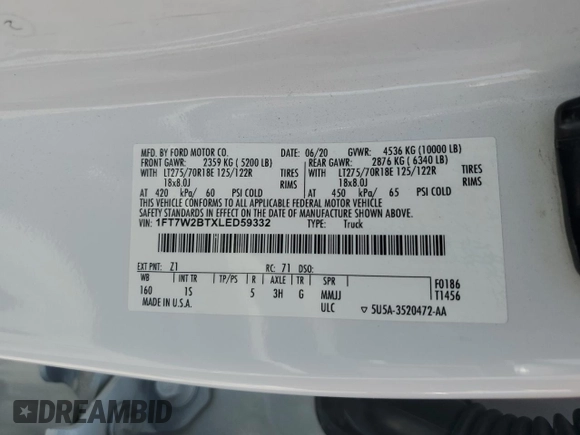 MFD. BY FORD MOTOR CO. 06/20 GVWR: 4536 KG (10000 LB)
FRONT GAWR: 2359 KG (5200 LB) REAR GAWR: 2876 KG (6340 LB)
WITH LT275/70R18E 125/122R TIRES WITH LT275/70R18E 125/122R TIRES
18x8.0J RIMS 18x8.0J RIMS
AT 420 kPa/ 60 PSI COLD AT 450 kPa/ 65 PSI COLD
THIS VEHICLE CONFORMS TO ALL APPLICABLE FEDERAL MOTOR VEHICLE
SAFETY STANDARDS IN EFFECT ON THE DATE OF MANUFACTURE SHOWN ABOVE.
VIN: 1FT7W2BTXLED59332 TYPE: Truck
EXT PNT: Z1 RC: 71 DSO:
WB INT TR TP/PS R AXLE TR SPR F0186
160 15 5 3H G MMJJ T1456
MADE IN U.S.A. ULC ▽ 5U5A-3520472-AA
DREAMBID